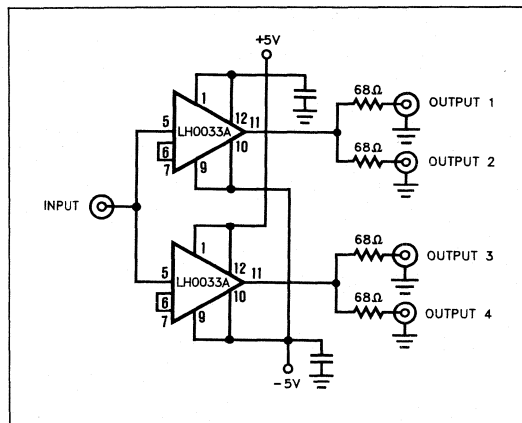 +5V
1
5
LH0033A
12
11
6
10
7
9
68Ω
OUTPUT 1
68Ω
OUTPUT 2
INPUT
1
5
LH0033A
12
11
6
10
7
9
68Ω
OUTPUT 3
68Ω
OUTPUT 4
-5V